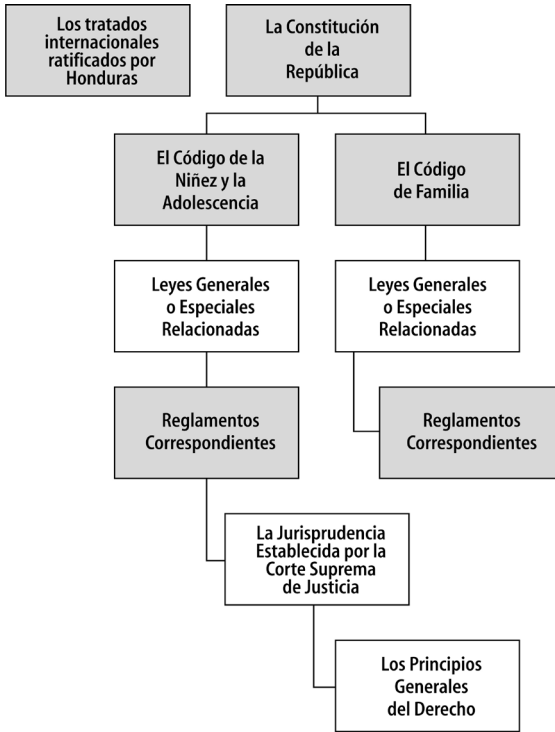 Los tratados
internacionales
ratificados por
Honduras
La Constitución
de la
República
El Código de la
Niñez y la
Adolescencia
El Código
de Familia
Leyes Generales
o Especiales
Relacionadas
Leyes Generales
o Especiales
Relacionadas
Reglamentos
Correspondientes
Reglamentos
Correspondientes
La Jurisprudencia
Establecida por la
Corte Suprema
de Justicia
Los Principios
Generales
del Derecho